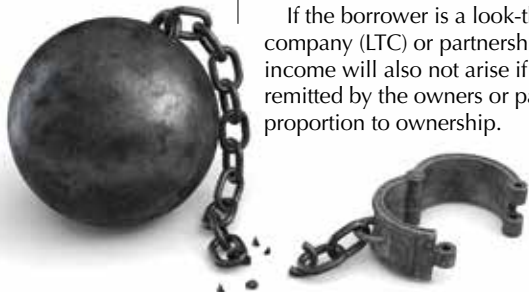 If the borrower is a look-t
company (LTC) or partnersh
income will also not arise if
remitted by the owners or pa
proportion to ownership.